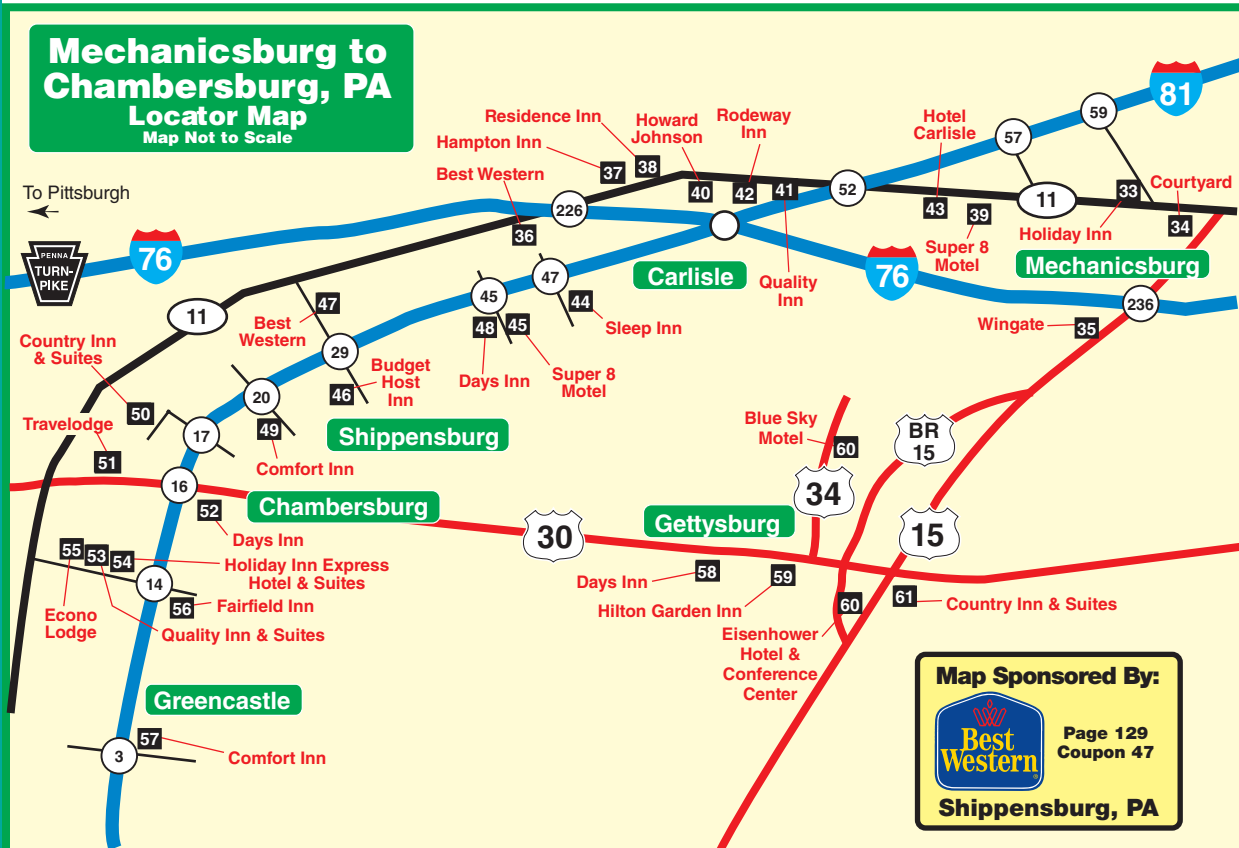 Mechanicsburg to
Chambersburg, PA
Locator Map
Map Not to Scale
To Pittsburgh
PENNA
TURN-
PIKE
76
81
59
57
Residence Inn
Howard
Johnson
Rodeway
Inn
Hotel
Carlisle
Hampton Inn
Best Western
37
38
40
42
41
52
43
39
11
33
Courtyard
34
226
36
Super 8
Motel
Holiday Inn
Mechanicsburg
Carlisle
Quality
Inn
76
236
47
45
44
Sleep Inn
48
45
Days Inn
Super 8
Motel
Wingate
35
11
47
Best
Western
29
Budget
Host
Inn
46
Country Inn
& Suites
20
50
49
Comfort Inn
Shippensburg
Travelodge
51
17
16
Chambersburg
52
Days Inn
Blue Sky
Motel
60
BR
15
34
15
30
Gettysburg
55
53
54
Holiday Inn Express
Hotel & Suites
14
56
Fairfield Inn
Econo
Lodge
Quality Inn & Suites
Days Inn
58
59
Hilton Garden Inn
60
61
Country Inn & Suites
Eisenhower
Hotel &
Conference
Center
Greencastle
57
3
Comfort Inn
Map Sponsored By:
Best
Western
®
Page 129
Coupon 47
Shippensburg, PA